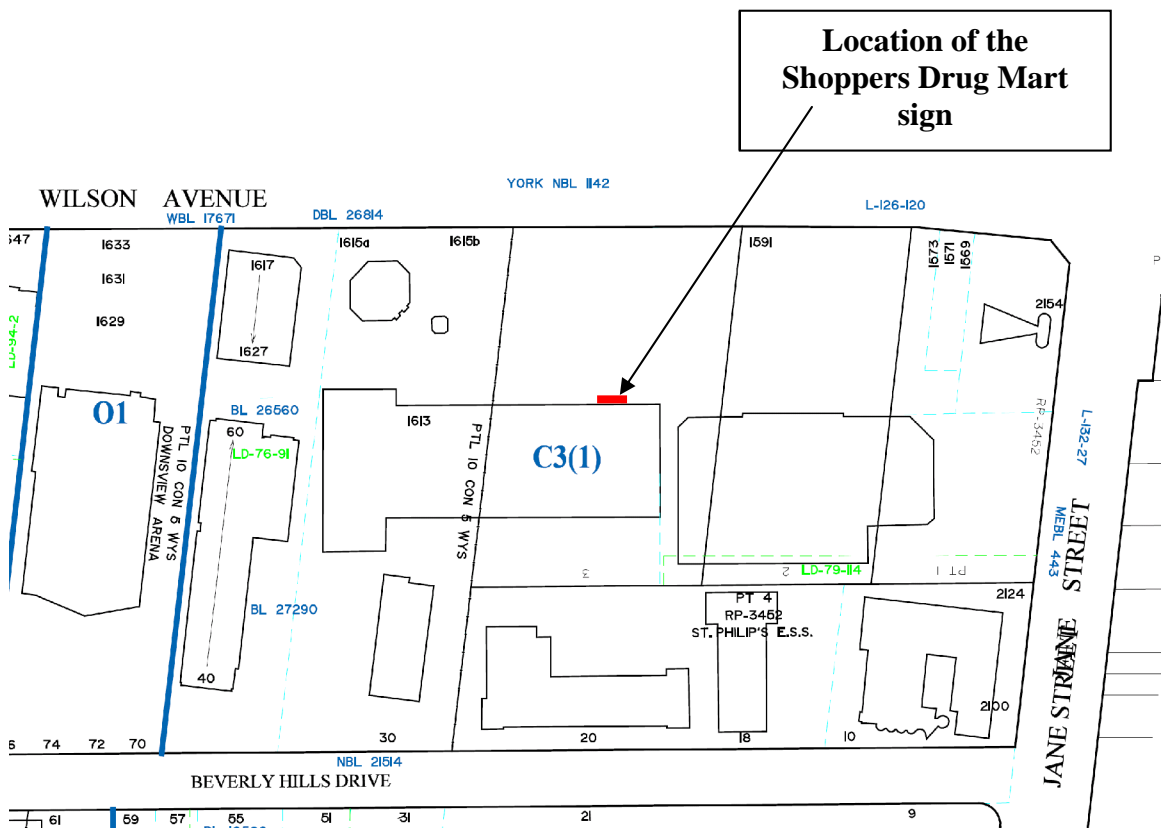 Location of the
Shoppers Drug Mart
sign
YORK NBL 1142
WILSON AVENUE
WBL 17671
DBL 26814
L-126-120
1633
1615a
1615b
1591
1573
1571
1569
1617
1631
1629
2154
1627
LD-94-2
O1
BL 26560
60
LD-76-91
1613
C3(1)
RP-3452
L-132-27
PTL 10 CON 5 WYS
DOWNSVIEW ARENA
PTL 10 CON 5 WYS
MEBL 443
3
2
LD-79-114
PT 1
JANE STREET
BL 27290
PT 4
RP-3452
ST. PHILIP'S E.S.S.
2124
40
2100
JANE STREET
74
72
70
30
20
18
10
NBL 21514
BEVERLY HILLS DRIVE
61
59
57
55
51
31
21
9